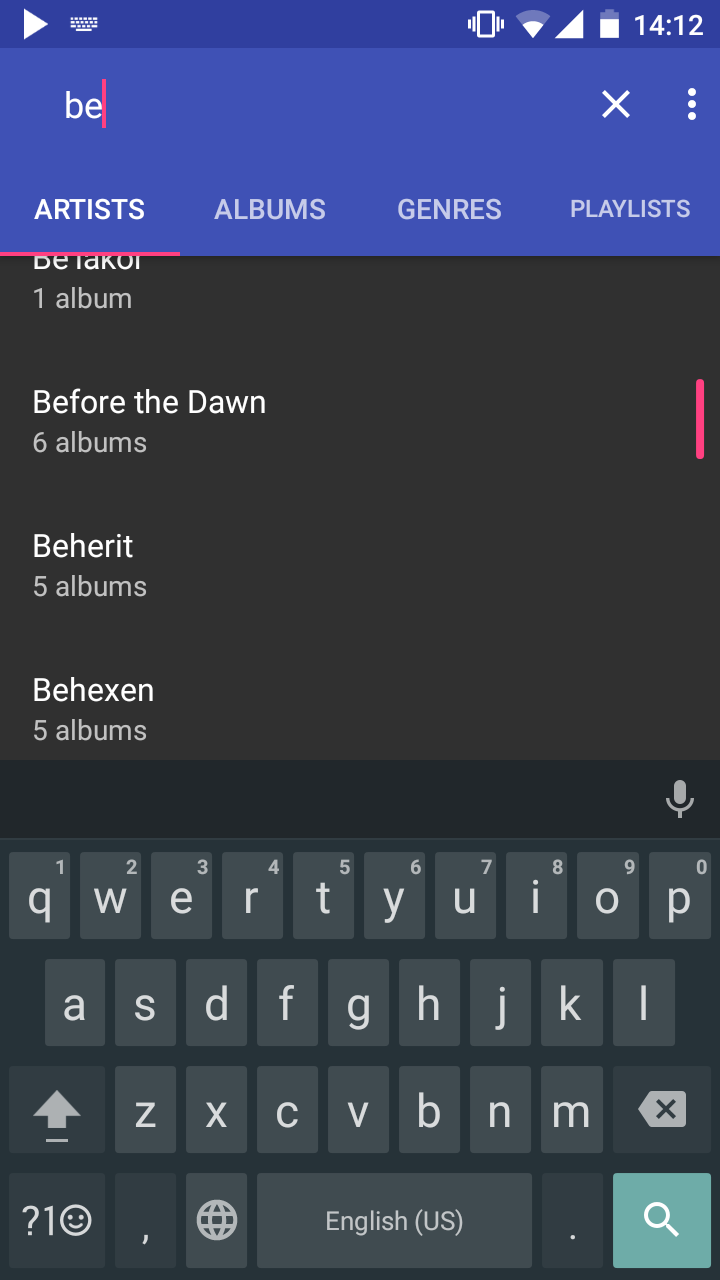 14:12
be
ARTISTS ALBUMS GENRES PLAYLISTS
1 album
Before the Dawn
6 albums
Beherit
5 albums
Behexen
5 albums
1 2 3 4 5 6 7 8 9 0
q w e r t y u i o p
a s d f g h j k l
z x c v b n m
?1 , English (US) .